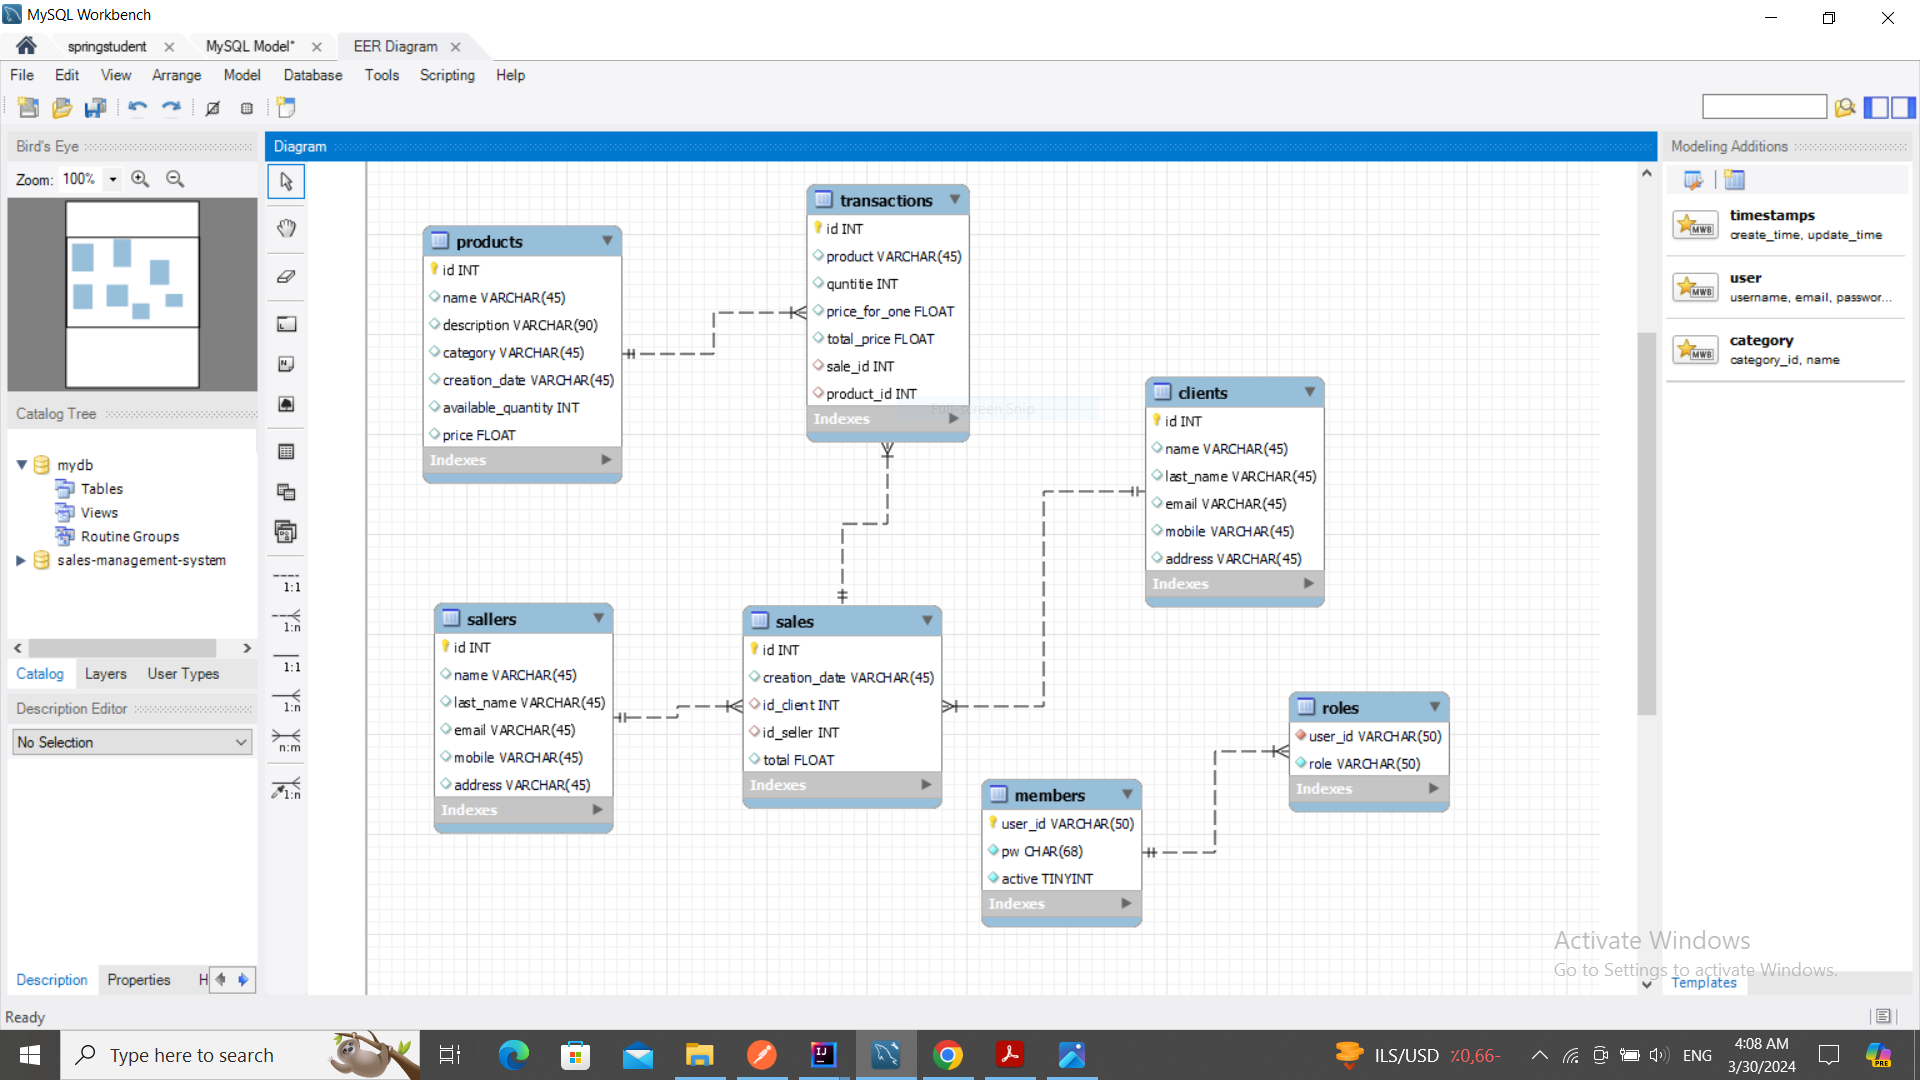 MySQL Workbench
springstudent
MySQL Model*
EER Diagram
File Edit View Arrange Model Database Tools Scripting Help
Bird's Eye
Zoom: 100%
Catalog Tree
mydb
Tables
Views
Routine Groups
sales-management-system
Catalog Layers User Types
Description Editor
No Selection
Description Properties H
Ready
Diagram
1:1
1:n
1:1
1:n
n:m
1:n
products
id INT
name VARCHAR(45)
description VARCHAR(90)
category VARCHAR(45)
creation_date VARCHAR(45)
available_quantity INT
price FLOAT
Indexes
transactions
id INT
product VARCHAR(45)
quntitie INT
price_for_one FLOAT
total_price FLOAT
sale_id INT
product_id INT
Indexes
Full-screen Snip
clients
id INT
name VARCHAR(45)
last_name VARCHAR(45)
email VARCHAR(45)
mobile VARCHAR(45)
address VARCHAR(45)
Indexes
sallers
id INT
name VARCHAR(45)
last_name VARCHAR(45)
email VARCHAR(45)
mobile VARCHAR(45)
address VARCHAR(45)
Indexes
sales
id INT
creation_date VARCHAR(45)
id_client INT
id_seller INT
total FLOAT
Indexes
roles
user_id VARCHAR(50)
role VARCHAR(50)
Indexes
members
user_id VARCHAR(50)
pw CHAR(68)
active TINYINT
Indexes
Modeling Additions
MWB
timestamps
create_time, update_time
MWB
user
username, email, passwor...
MWB
category
category_id, name
Activate Windows
Go to Settings to activate Windows.
Templates
Type here to search
IJ
ILS/USD ٪0,66-
ENG
4:08 AM
3/30/2024
PRE